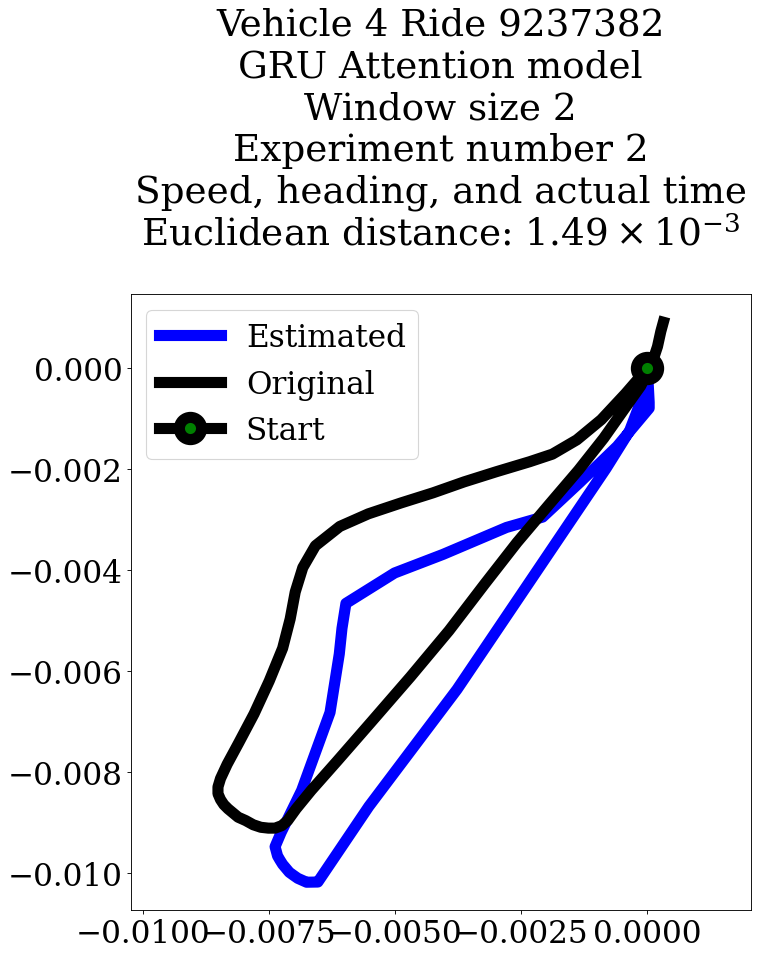 Vehicle 4 Ride 9237382
GRU Attention model
Window size 2
Experiment number 2
Speed, heading, and actual time
Euclidean distance: 1.49 × 10⁻³
Estimated
Original
Start
0.000
−0.002
−0.004
−0.006
−0.008
−0.010
−0.0100 −0.0075 −0.0050 −0.0025 0.0000